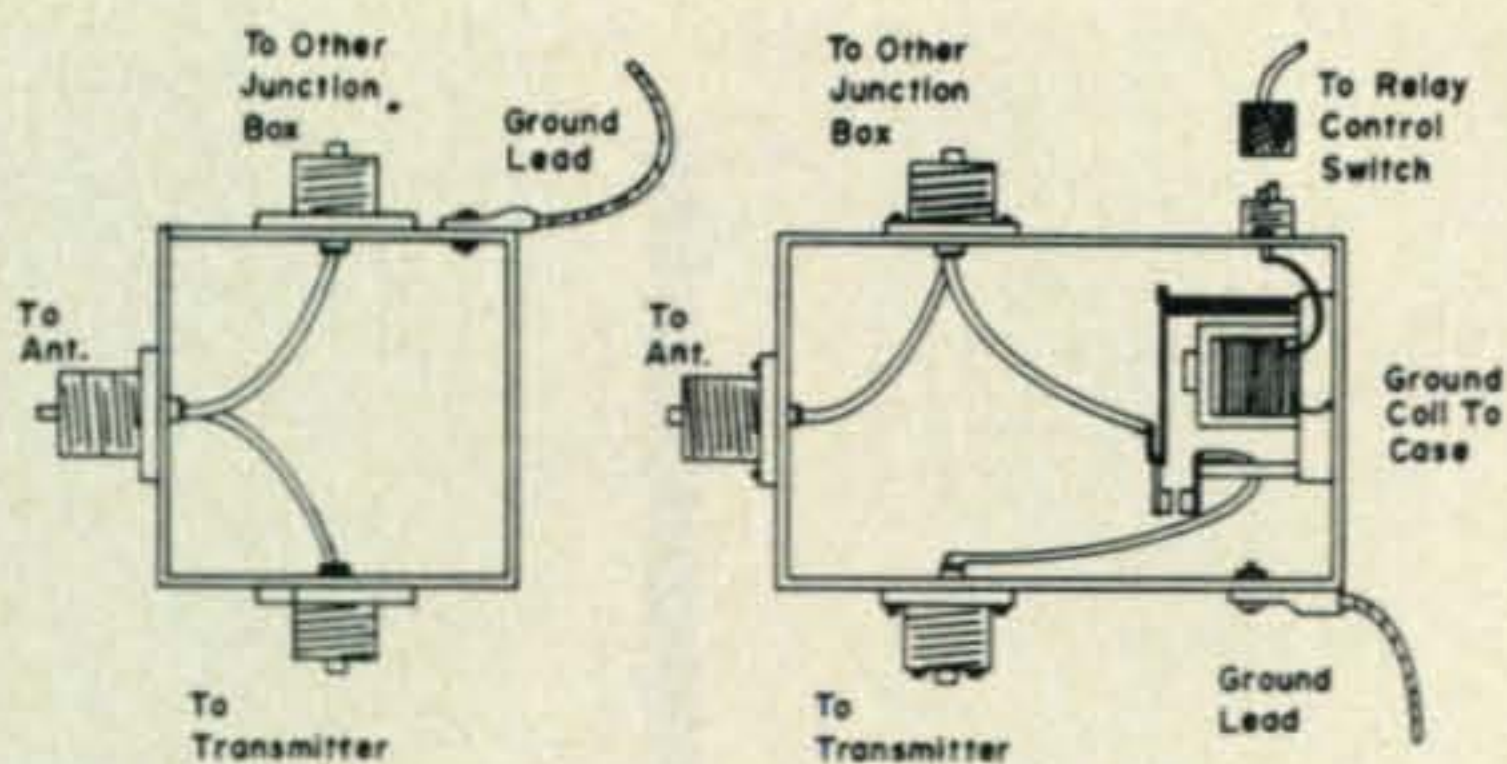 To Other
Junction
Box
Ground
Lead
To
Ant.
To
Transmitter
To Other
Junction
Box
To Relay
Control
Switch
To
Ant.
Ground
Coil To
Case
To
Transmitter
Ground
Lead